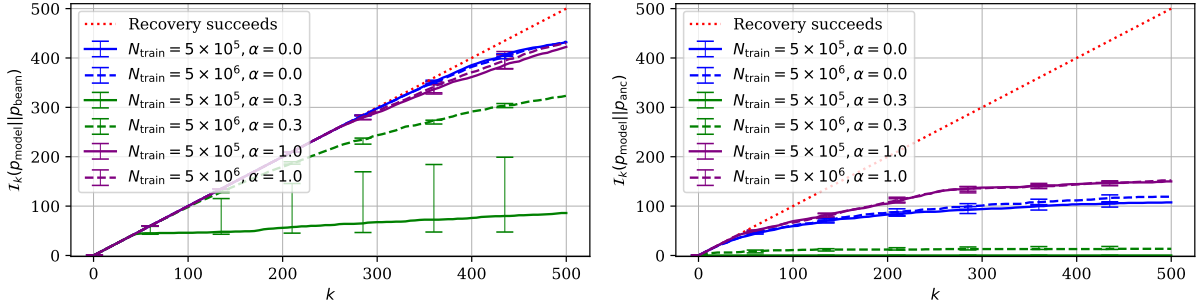 500
400
300
200
100
0
0
100
200
300
400
500
k
I_k(p_model||p_beam)
Recovery succeeds
N_train = 5 × 10^5, α = 0.0
N_train = 5 × 10^6, α = 0.0
N_train = 5 × 10^5, α = 0.3
N_train = 5 × 10^6, α = 0.3
N_train = 5 × 10^5, α = 1.0
N_train = 5 × 10^6, α = 1.0
500
400
300
200
100
0
0
100
200
300
400
500
k
I_k(p_model||p_anc)
Recovery succeeds
N_train = 5 × 10^5, α = 0.0
N_train = 5 × 10^6, α = 0.0
N_train = 5 × 10^5, α = 0.3
N_train = 5 × 10^6, α = 0.3
N_train = 5 × 10^5, α = 1.0
N_train = 5 × 10^6, α = 1.0